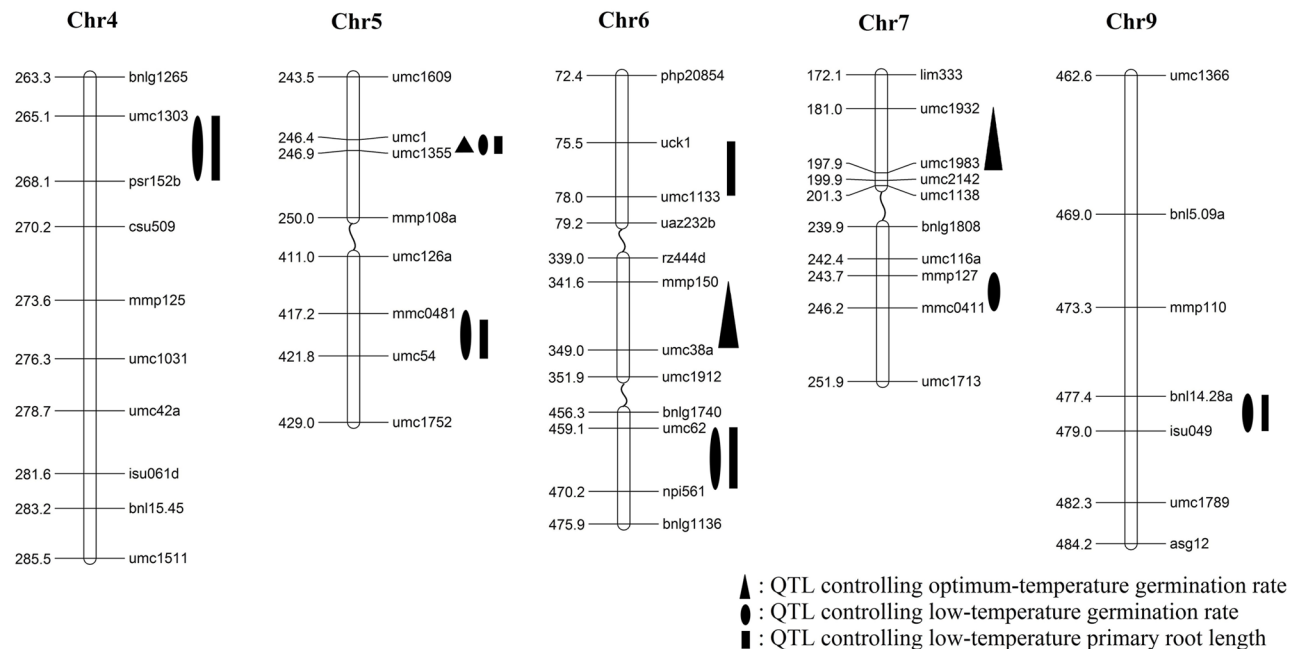 Chr4
263.3 bnlg1265
265.1 umc1303
268.1 psr152b
270.2 csu509
273.6 mmp125
276.3 umc1031
278.7 umc42a
281.6 isu061d
283.2 bnl15.45
285.5 umc1511
Chr5
243.5 umc1609
246.4 umc1
246.9 umc1355
250.0 mmp108a
411.0 umc126a
417.2 mmc0481
421.8 umc54
429.0 umc1752
Chr6
72.4 php20854
75.5 uck1
78.0 umc1133
79.2 uaz232b
339.0 rz444d
341.6 mmp150
349.0 umc38a
351.9 umc1912
456.3 bnlg1740
459.1 umc62
470.2 npi561
475.9 bnlg1136
Chr7
172.1 lim333
181.0 umc1932
197.9 umc1983
199.9 umc2142
201.3 umc1138
239.9 bnlg1808
242.4 umc116a
243.7 mmp127
246.2 mmc0411
251.9 umc1713
Chr9
462.6 umc1366
469.0 bnl5.09a
473.3 mmp110
477.4 bnl14.28a
479.0 isu049
482.3 umc1789
484.2 asg12
: QTL controlling optimum-temperature germination rate
: QTL controlling low-temperature germination rate
: QTL controlling low-temperature primary root length